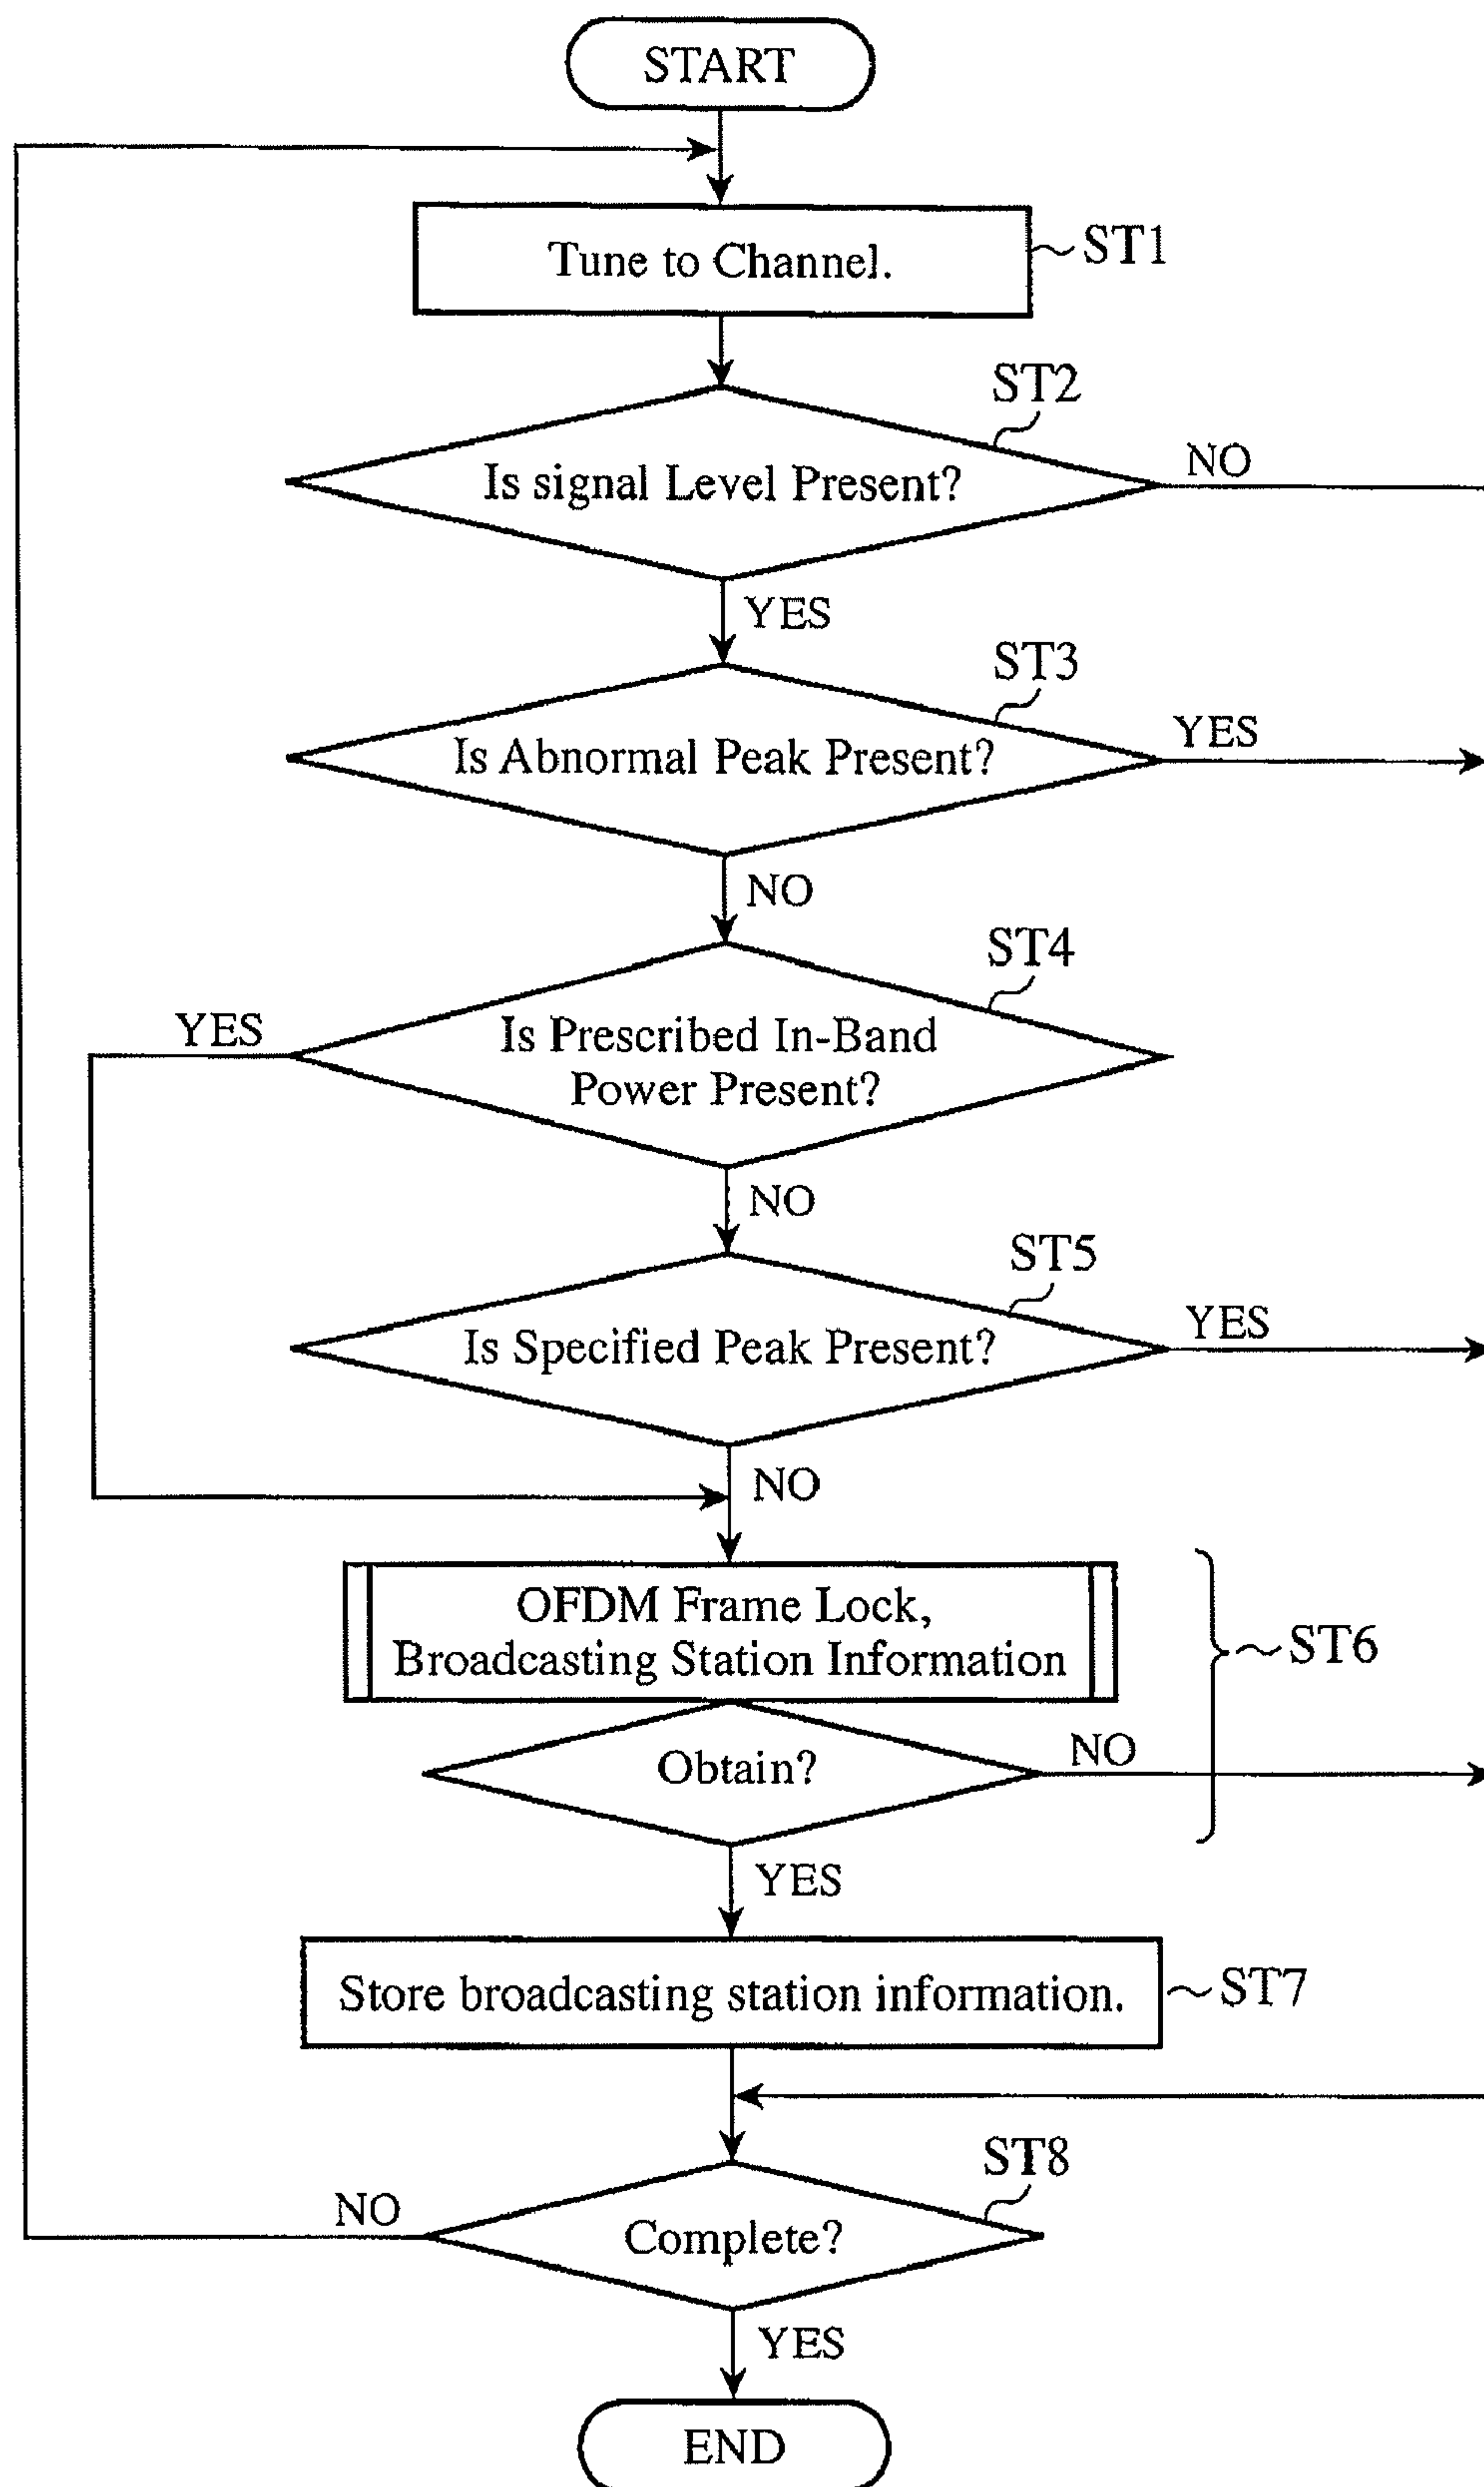 START
Tune to Channel.
ST1
ST2
Is signal Level Present?
NO
YES
ST3
Is Abnormal Peak Present?
YES
NO
ST4
YES
Is Prescribed In-Band
Power Present?
NO
ST5
Is Specified Peak Present?
YES
NO
OFDM Frame Lock,
Broadcasting Station Information
ST6
Obtain?
NO
YES
Store broadcasting station information.
ST7
ST8
NO
Complete?
YES
END